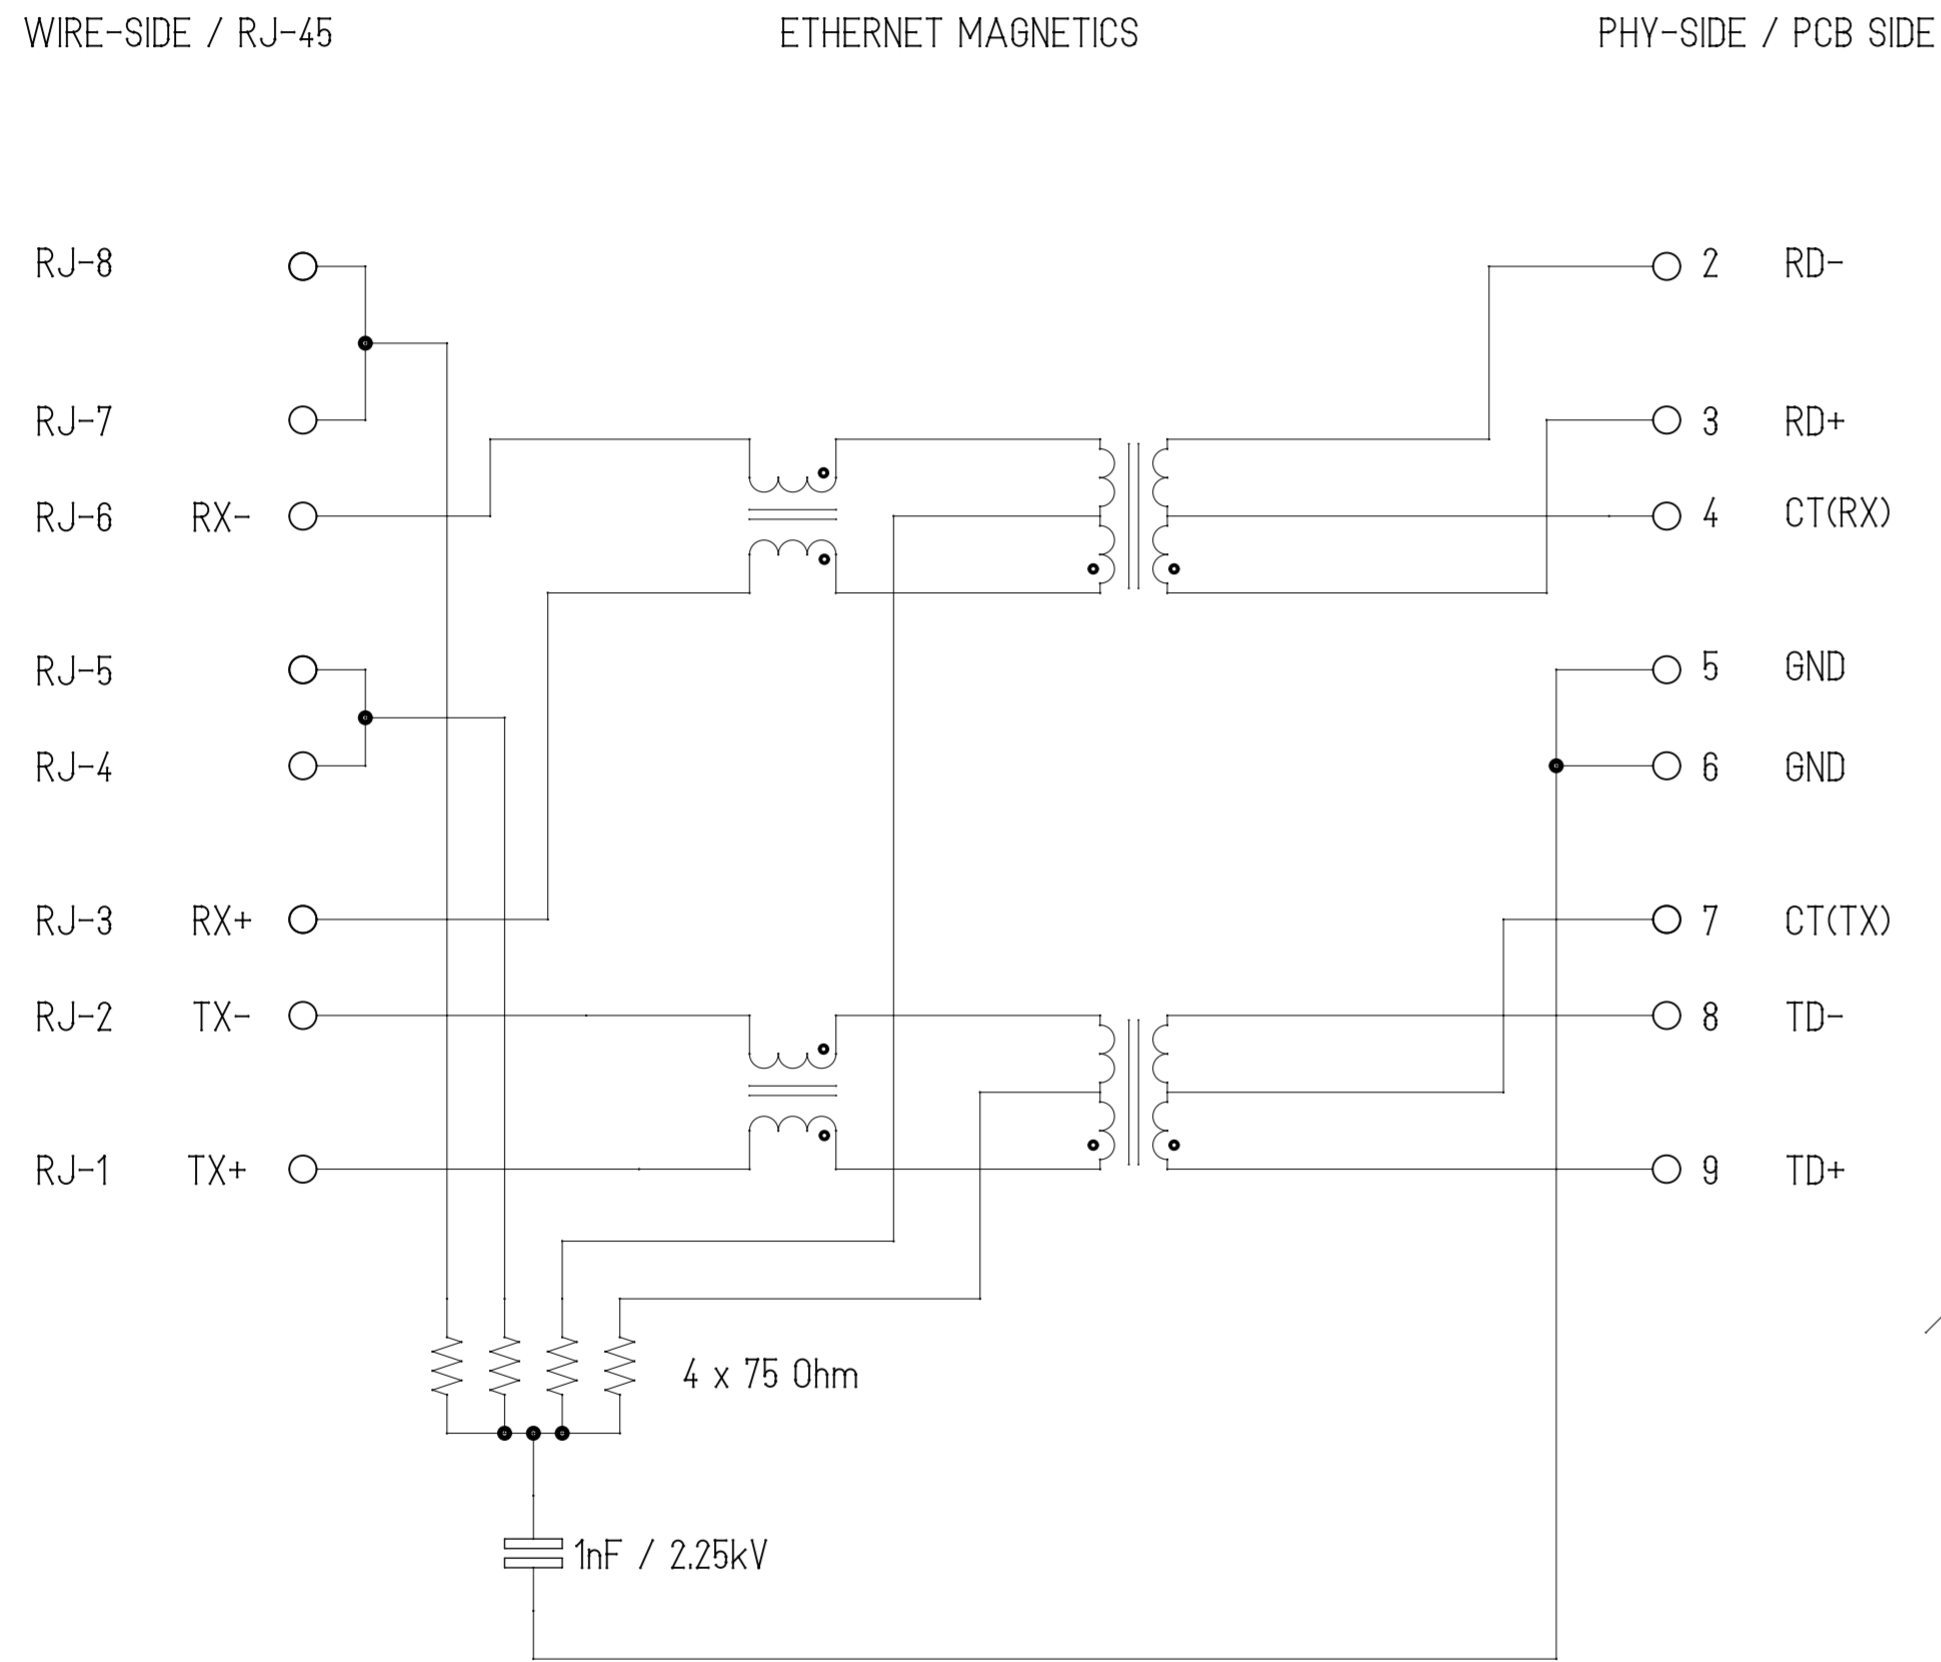 WIRE-SIDE / RJ-45 ETHERNET MAGNETICS PHY-SIDE / PCB SIDE
RJ-8 2 RD-
RJ-7 3 RD+
RJ-6 RX- 4 CT(RX)
RJ-5 5 GND
RJ-4 6 GND
RJ-3 RX+ 7 CT(TX)
RJ-2 TX- 8 TD-
RJ-1 TX+ 9 TD+
4 x 75 Ohm
1nF / 2.25kV